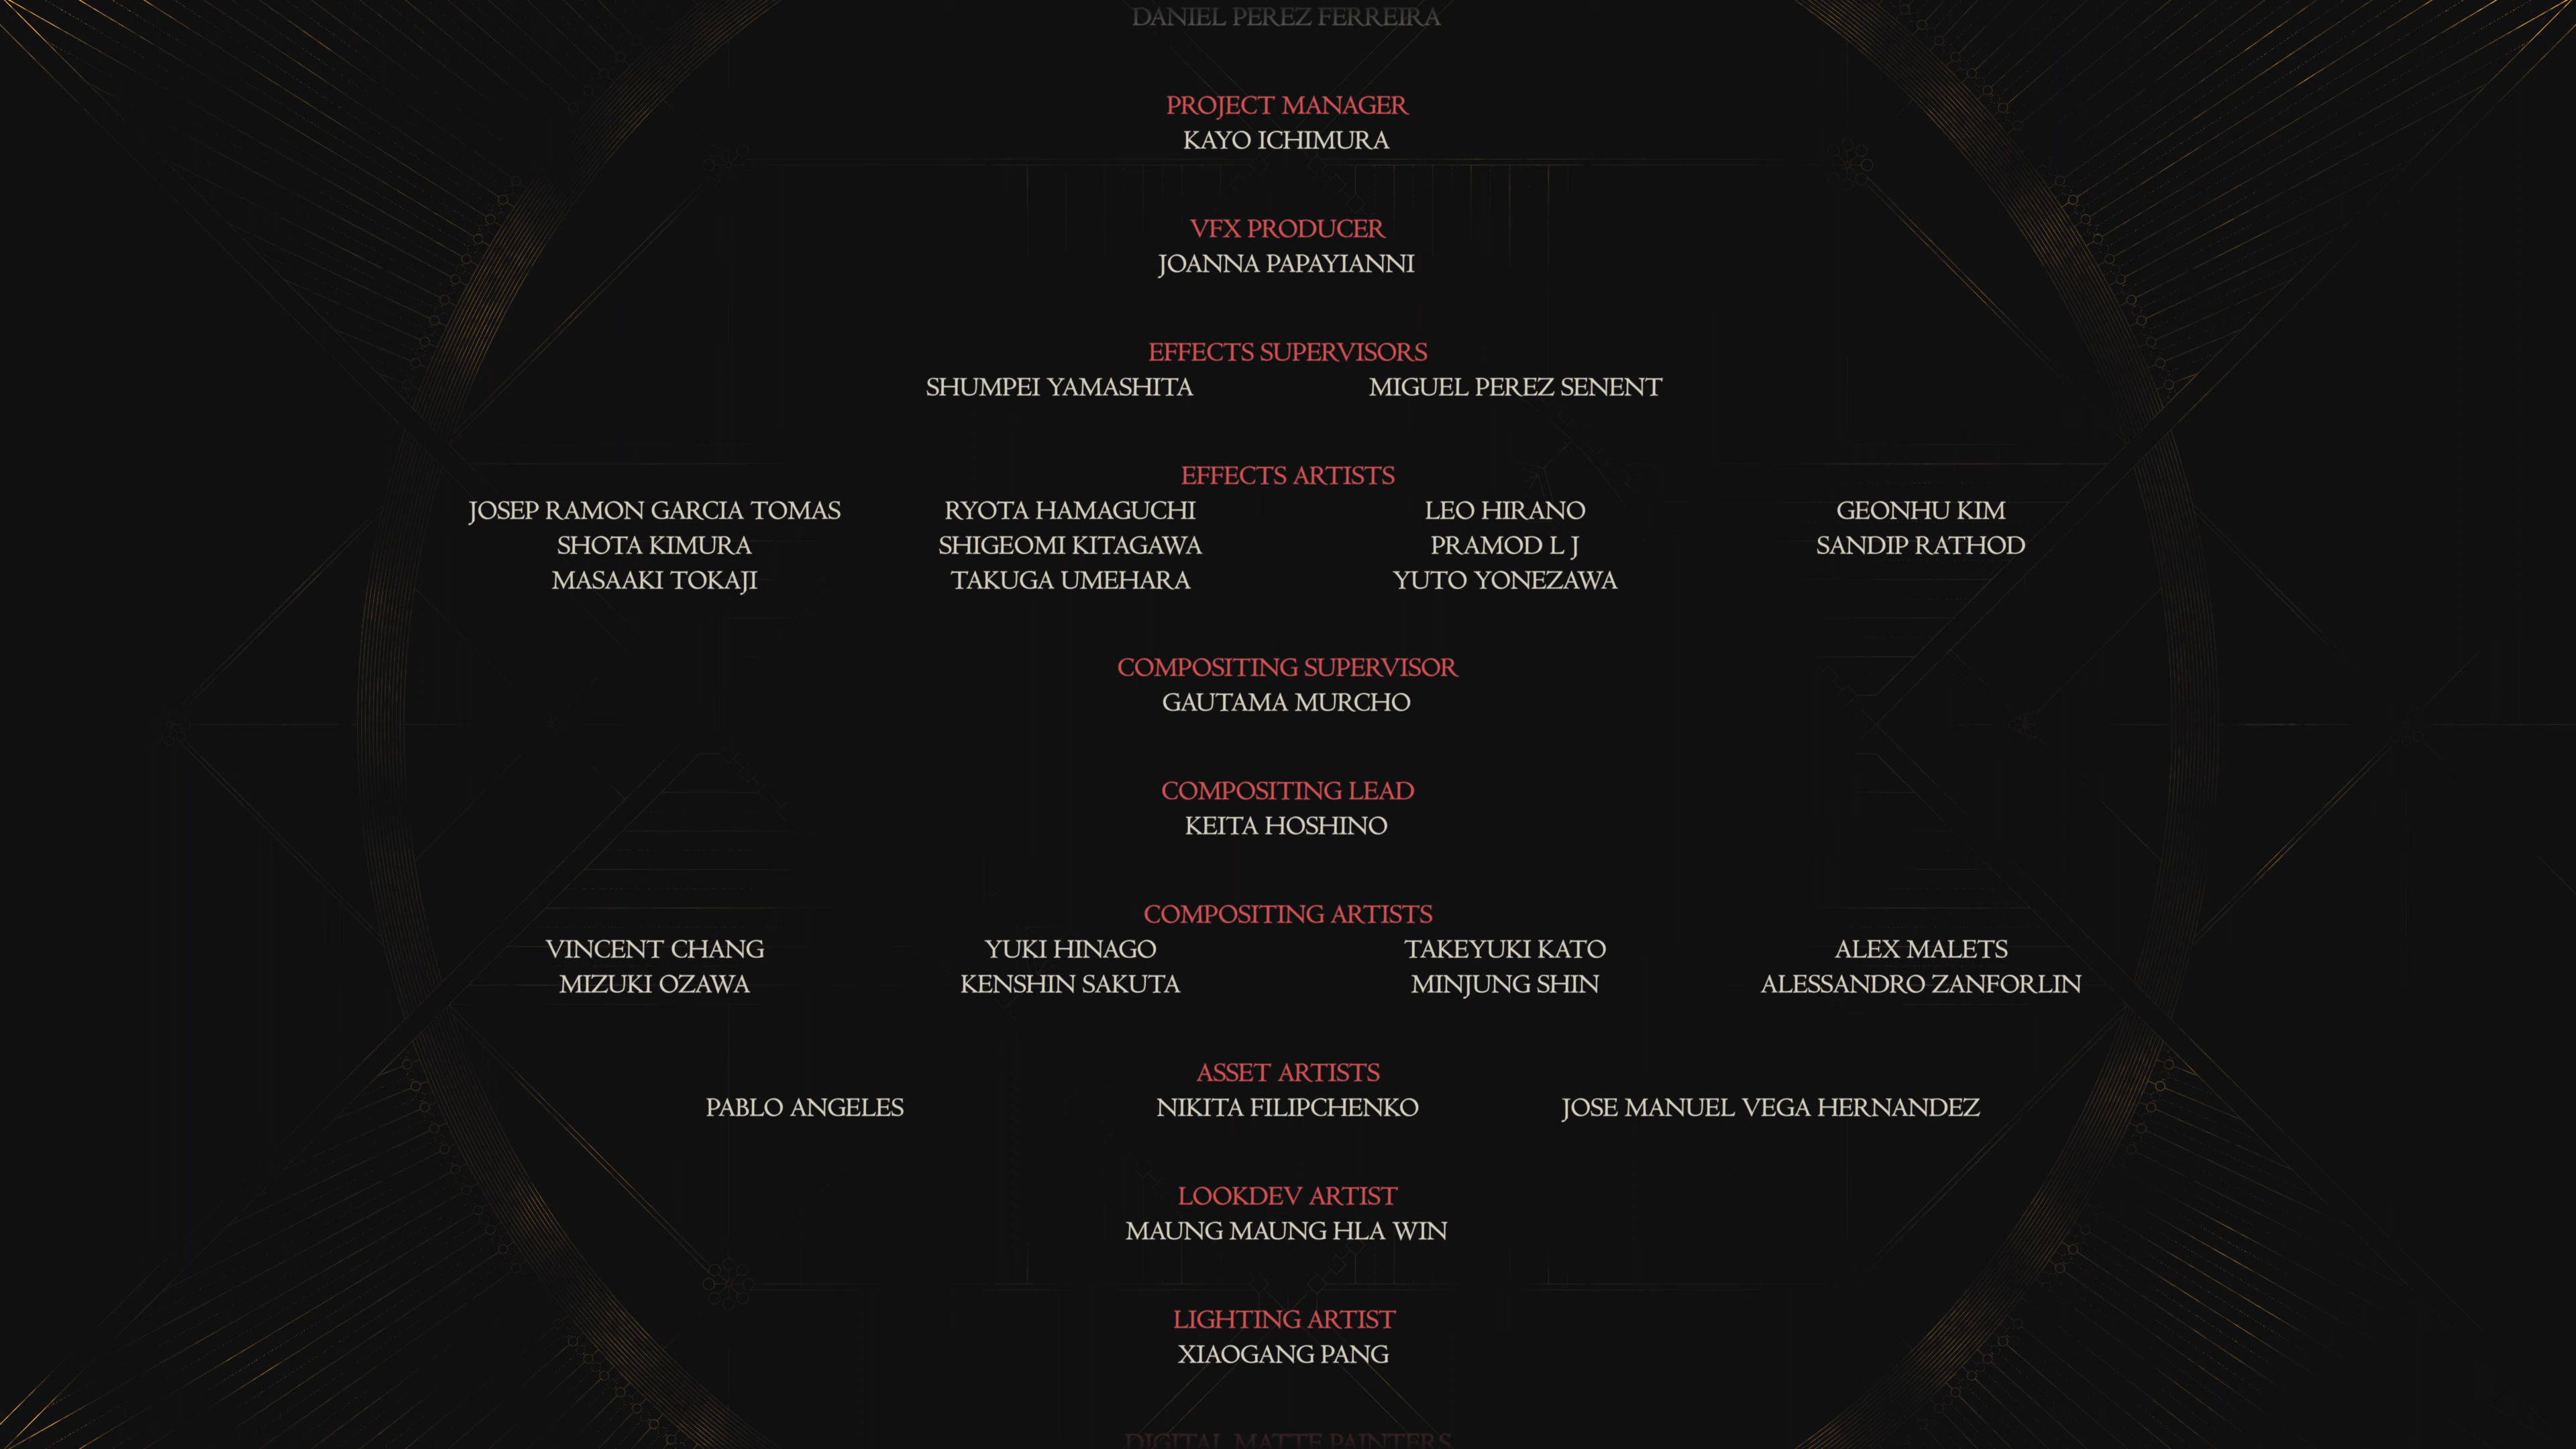 DANIEL PEREZ FERREIRA
PROJECT MANAGER
KAYO ICHIMURA
VFX PRODUCER
JOANNA PAPAYIANNI
EFFECTS SUPERVISORS
SHUMPEI YAMASHITA MIGUEL PEREZ SENENT
EFFECTS ARTISTS
JOSEP RAMON GARCIA TOMAS RYOTA HAMAGUCHI LEO HIRANO GEONHU KIM
SHOTA KIMURA SHIGEOMI KITAGAWA PRAMOD L J SANDIP RATHOD
MASAAKI TOKAJI TAKUGA UMEHARA YUTO YONEZAWA
COMPOSITING SUPERVISOR
GAUTAMA MURCHO
COMPOSITING LEAD
KEITA HOSHINO
COMPOSITING ARTISTS
VINCENT CHANG YUKI HINAGO TAKEYUKI KATO ALEX MALETS
MIZUKI OZAWA KENSHIN SAKUTA MINJUNG SHIN ALESSANDRO ZANFORLIN
ASSET ARTISTS
PABLO ANGELES NIKITA FILIPCHENKO JOSE MANUEL VEGA HERNANDEZ
LOOKDEV ARTIST
MAUNG MAUNG HLA WIN
LIGHTING ARTIST
XIAOGANG PANG
DIGITAL MATTE PAINTERS